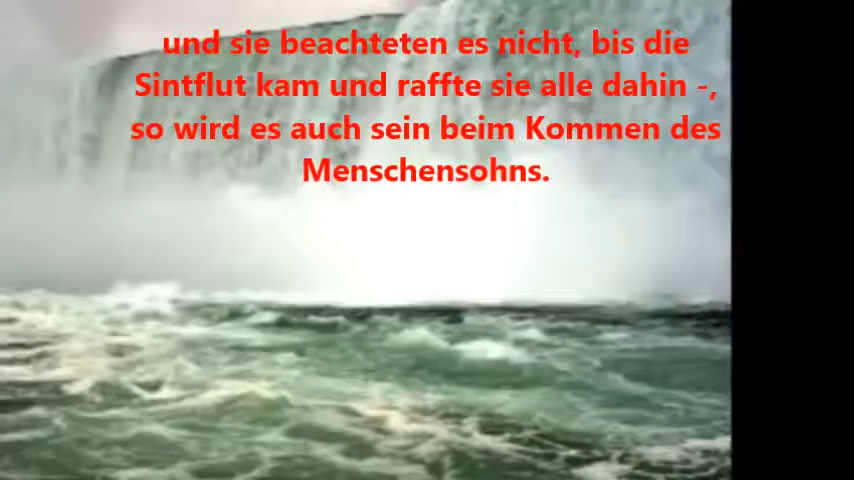 und sie beachteten es nicht, bis die
Sintflut kam und raffte sie alle dahin -,
so wird es auch sein beim Kommen des
Menschensohns.